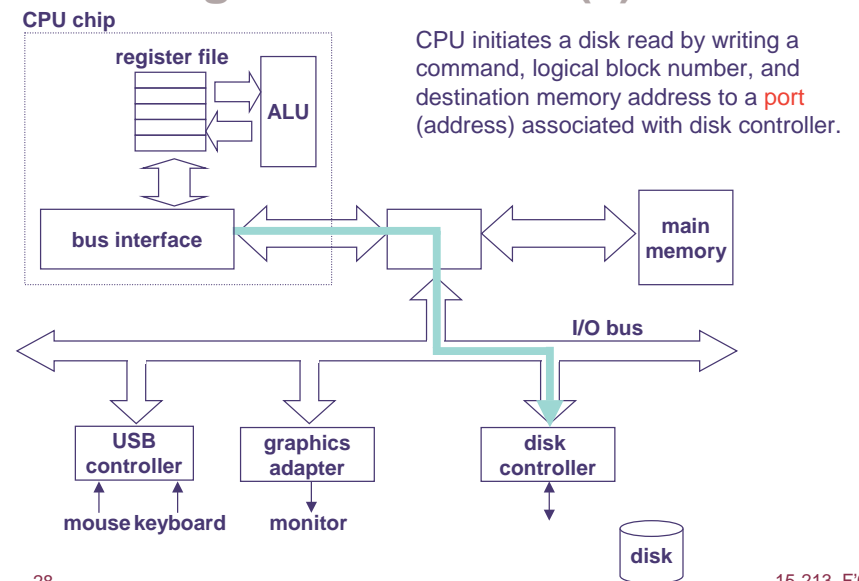 CPU chip
register file
ALU
CPU initiates a disk read by writing a
command, logical block number, and
destination memory address to a port
(address) associated with disk controller.
bus interface
main
memory
I/O bus
USB
controller
graphics
adapter
disk
controller
mouse keyboard
monitor
disk